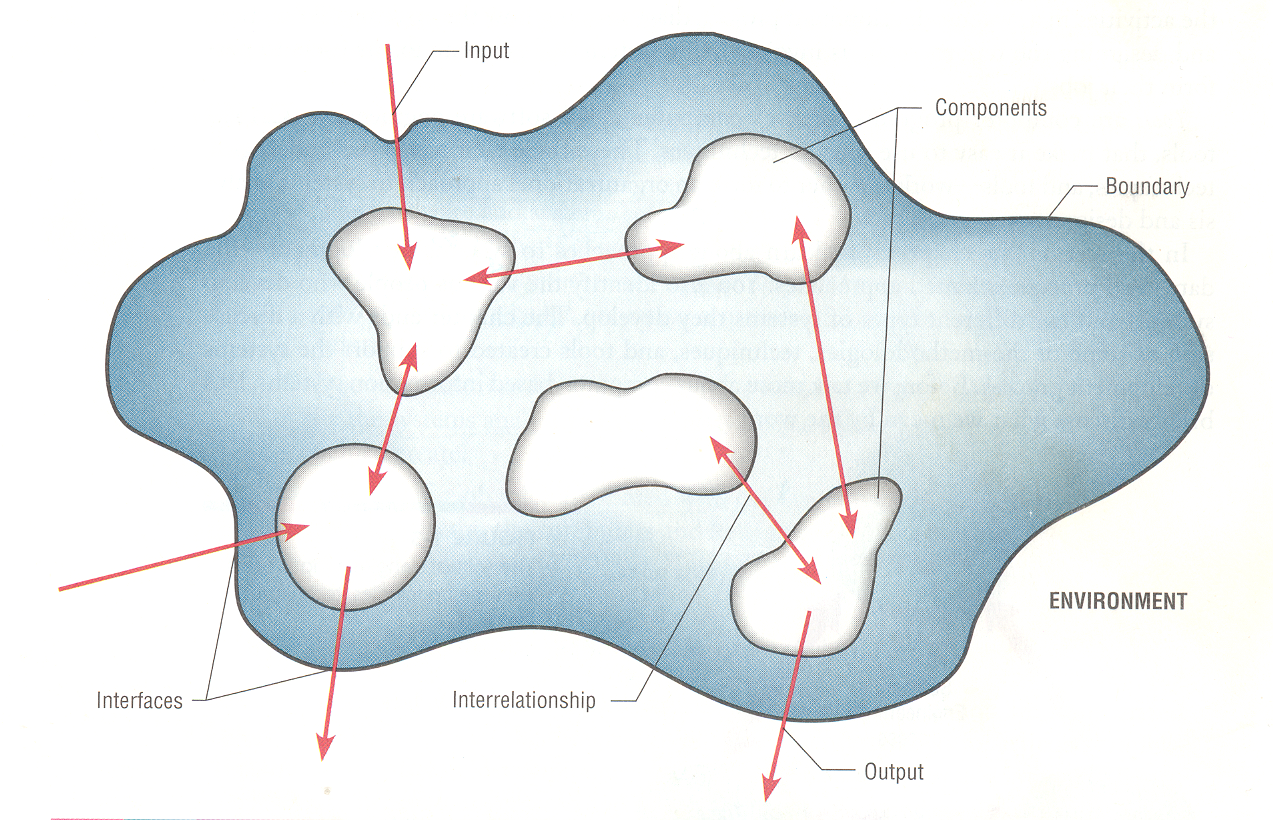 Input
Components
Boundary
ENVIRONMENT
Interfaces
Interrelationship
Output